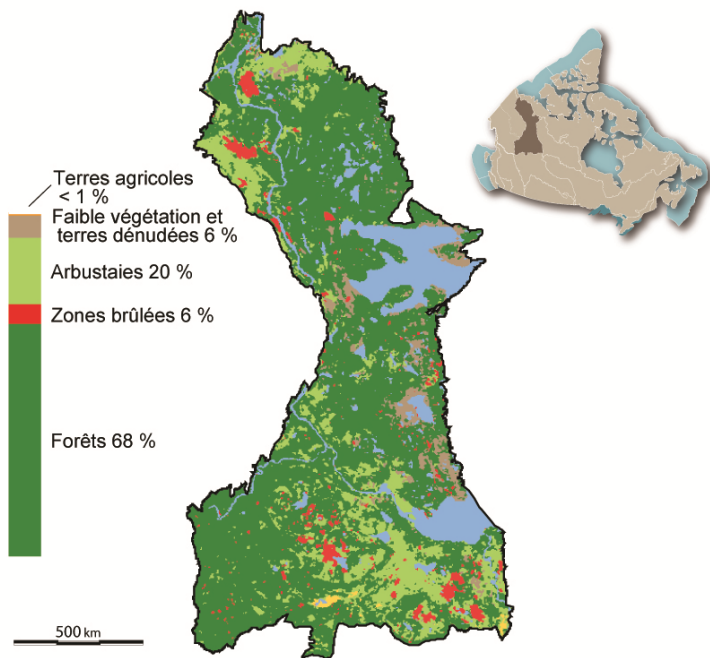 Terres agricoles
< 1 %
Faible végétation et
terres dénudées 6 %
Arbustaies 20 %
Zones brûlées 6 %
Forêts 68 %
500 km